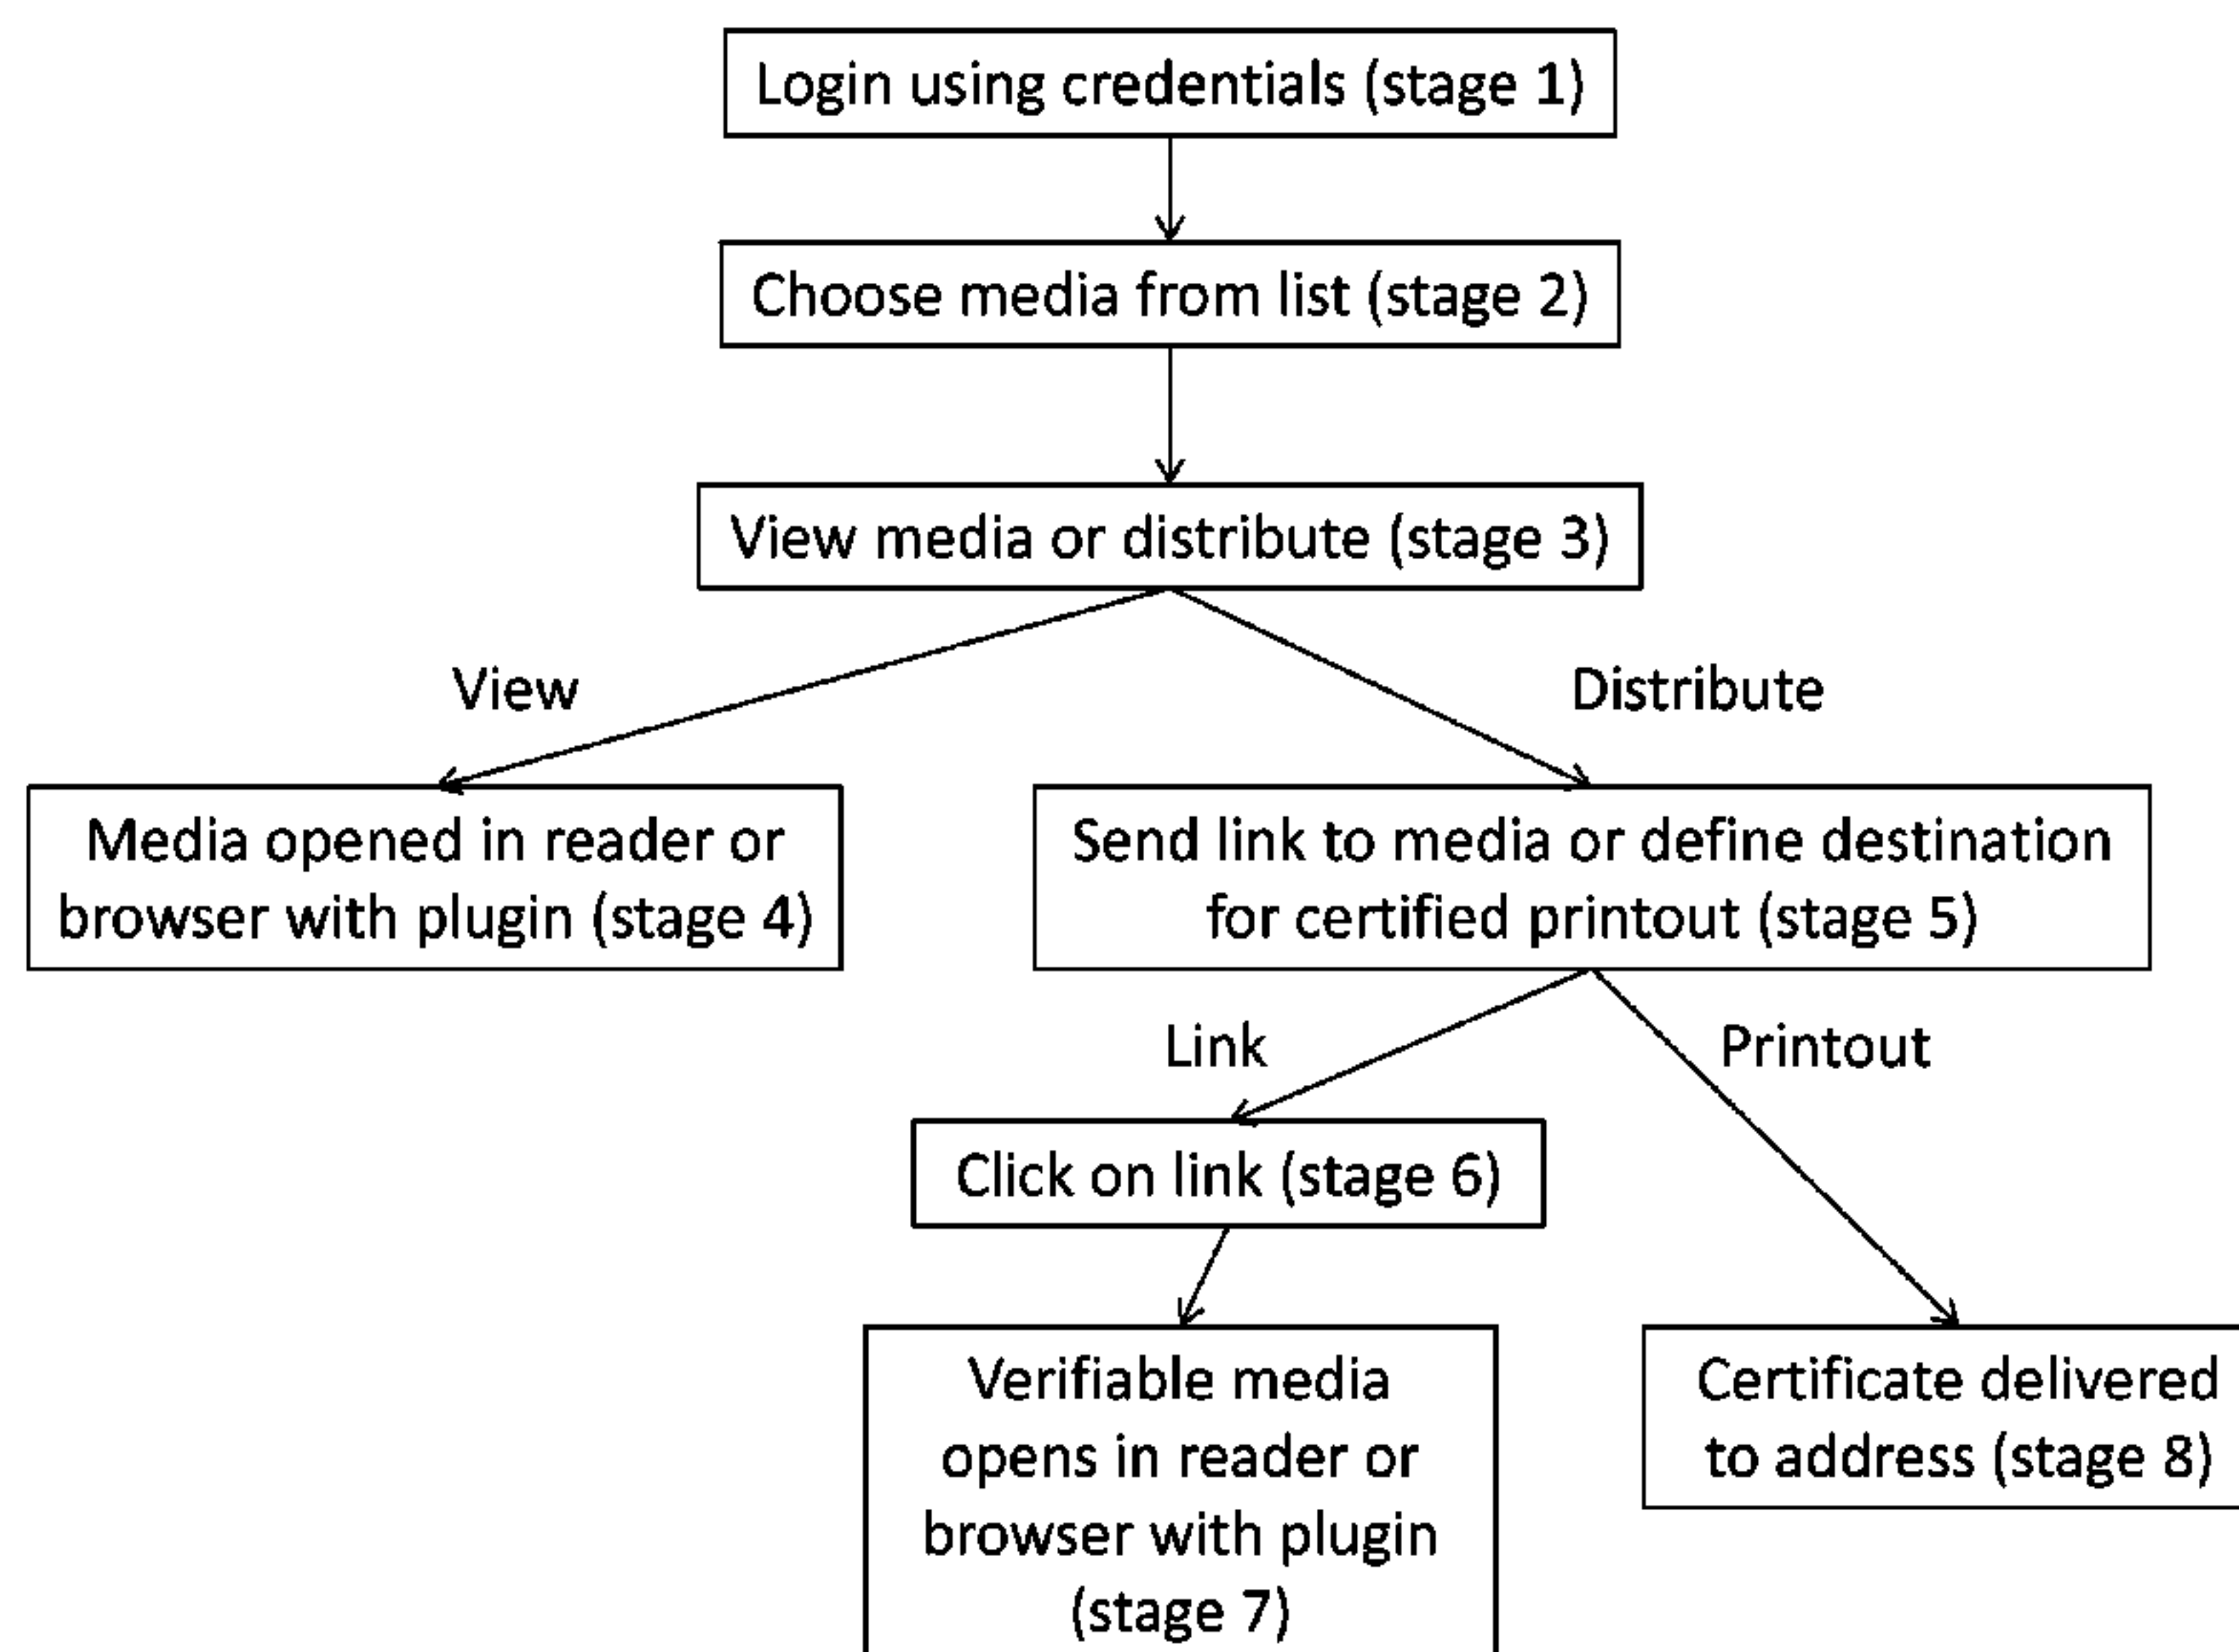 Login using credentials (stage 1)
Choose media from list (stage 2)
View media or distribute (stage 3)
View
Distribute
Media opened in reader or
browser with plugin (stage 4)
Send link to media or define destination
for certified printout (stage 5)
Link
Printout
Click on link (stage 6)
Verifiable media
opens in reader or
browser with plugin
(stage 7)
Certificate delivered
to address (stage 8)